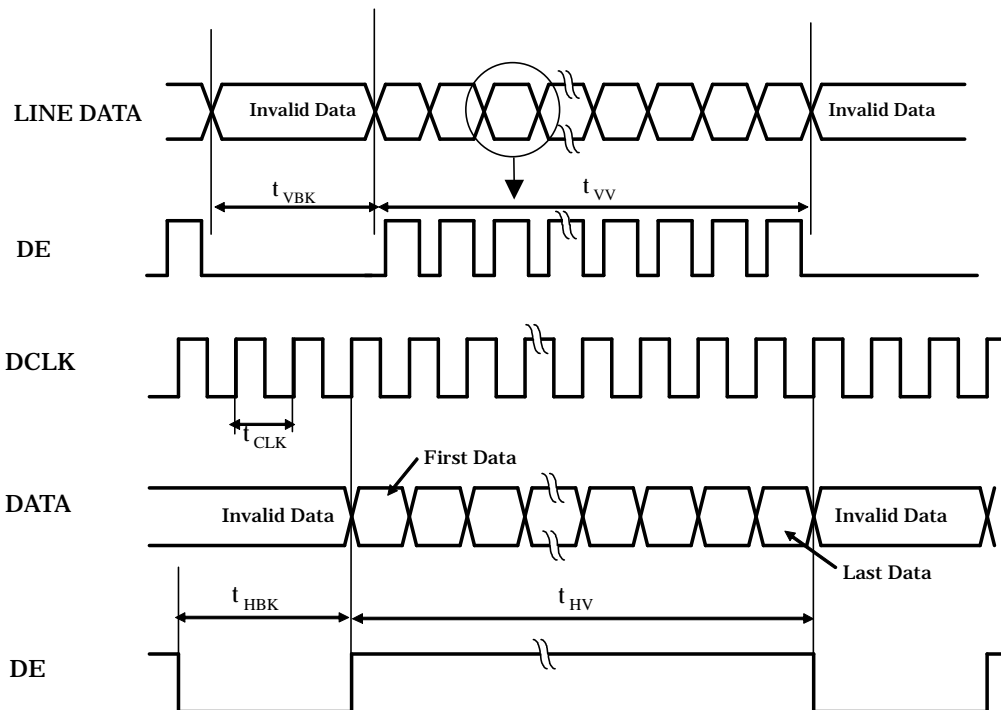 LINE DATA
Invalid Data
Invalid Data
t VBK
t VV
DE
DCLK
t CLK
First Data
DATA
Invalid Data
Invalid Data
Last Data
t HBK
t HV
DE